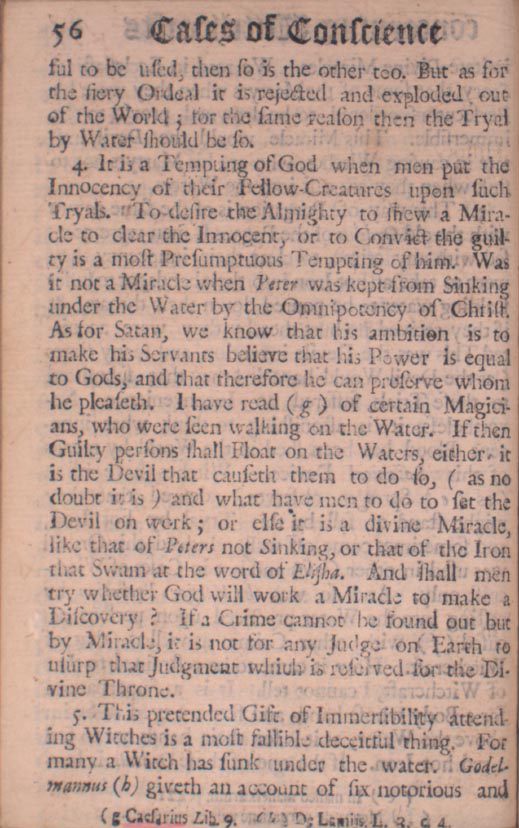 56 Caſes of Conſcience
ful to be uſed, then ſo is the other too. But as for
the fiery Ordeal it is rejected and exploded out
of the World ; for the ſame reaſon then the Tryal
by Water ſhould be ſo.
4. It is a Tempting of God when men put the
Innocency of their Fellow-Creatures upon ſuch
Tryals. To deſire the Almighty to ſhew a Mira-
cle to clear the Innocent, or to Convict the guil-
ty is a moſt Preſumptuous Tempting of him. Was
it not a Miracle when Peter was kept from Sinking
under the Water by the Omnipotency of Chriſt.
As for Satan, we know that his ambition is to
make his Servants believe that his Power is equal
to Gods, and that therefore he can preſerve whom
he pleaſeth. I have read ( g ) of certain Magici-
ans, who were ſeen walking on the Water. If then
Guilty perſons ſhall Float on the Waters, either it
is the Devil that cauſeth them to do ſo, ( as no
doubt it is ) and what have men to do to ſet the
Devil on work ; or elſe it is a divine Miracle,
like that of Peters not Sinking, or that of the Iron
that Swam at the word of Eliſha. And ſhall men
try whether God will work a Miracle to make a
Diſcovery ? If a Crime cannot be found out but
by Miracle, it is not for any Judge on Earth to
uſurp that Judgment which is reſerved for the Di-
vine Throne.
5. This pretended Gift of Immerſibility attend-
ing Witches is a moſt fallible deceitful thing. For
many a Witch has ſunk under the water. Godel-
mannus (h) giveth an account of ſix notorious and
( g Caeſarius Lib. 9. De Lamiis, L. 3. c 4.